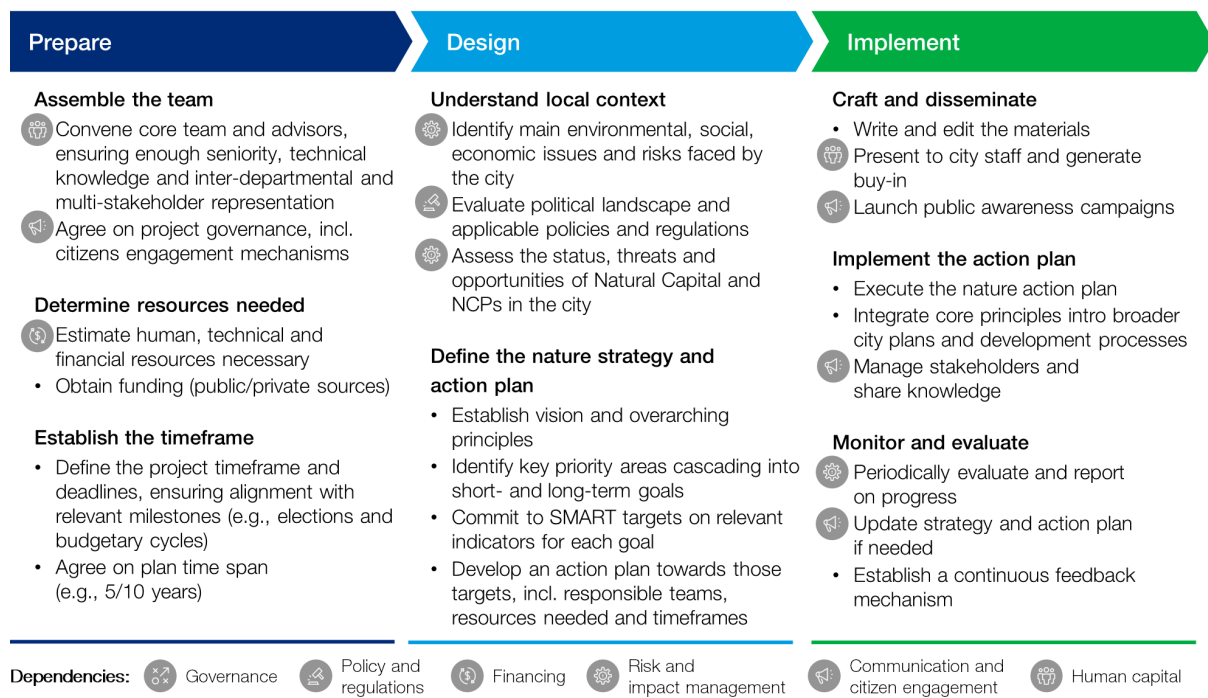 Prepare
Assemble the team
Convene core team and advisors,
ensuring enough seniority, technical
knowledge and inter-departmental and
multi-stakeholder representation
Agree on project governance, incl.
citizens engagement mechanisms
Determine resources needed
Estimate human, technical and
financial resources necessary
• Obtain funding (public/private sources)
Establish the timeframe
• Define the project timeframe and
deadlines, ensuring alignment with
relevant milestones (e.g., elections and
budgetary cycles)
• Agree on plan time span
(e.g., 5/10 years)
Design
Understand local context
Identify main environmental, social,
economic issues and risks faced by
the city
Evaluate political landscape and
applicable policies and regulations
Assess the status, threats and
opportunities of Natural Capital and
NCPs in the city
Define the nature strategy and
action plan
• Establish vision and overarching
principles
• Identify key priority areas cascading into
short- and long-term goals
• Commit to SMART targets on relevant
indicators for each goal
• Develop an action plan towards those
targets, incl. responsible teams,
resources needed and timeframes
Implement
Craft and disseminate
• Write and edit the materials
Present to city staff and generate
buy-in
Launch public awareness campaigns
Implement the action plan
• Execute the nature action plan
• Integrate core principles intro broader
city plans and development processes
Manage stakeholders and
share knowledge
Monitor and evaluate
Periodically evaluate and report
on progress
Update strategy and action plan
if needed
• Establish a continuous feedback
mechanism
Dependencies:
Governance
Policy and
regulations
Financing
Risk and
impact management
Communication and
citizen engagement
Human capital